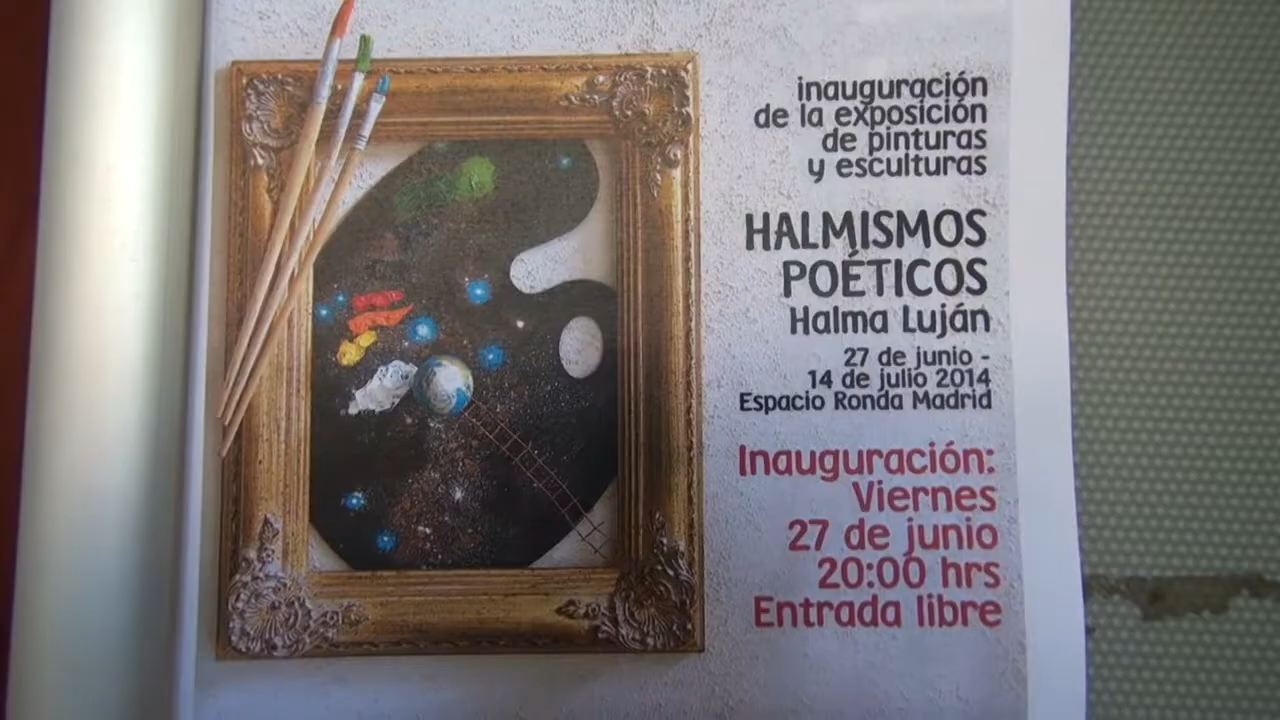 inauguración
de la exposición
de pinturas
y esculturas
HALMISMOS
POÉTICOS
Halma Luján
27 de junio -
14 de julio 2014
Espacio Ronda Madrid
Inauguración:
Viernes
27 de junio
20:00 hrs
Entrada libre